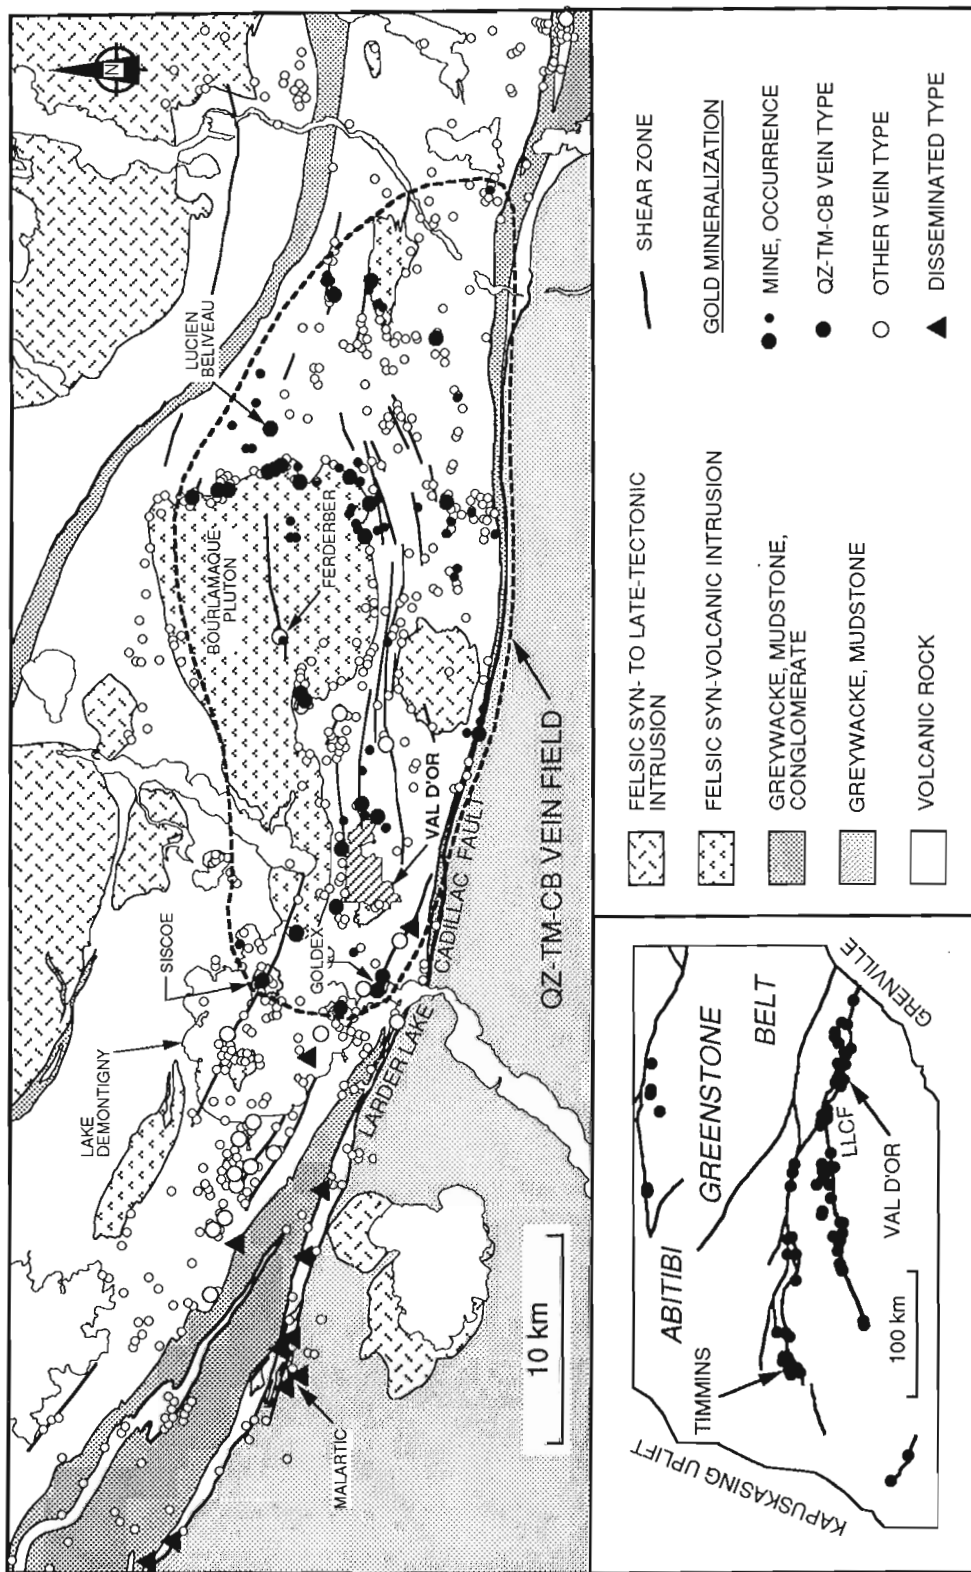 N
LAKE
DEMONTIGNY
SISCOE
BOURLAMAQUE
PLUTON
LUCIEN
BELIVEAU
FERDERBER
GOLDEX
VAL D'OR
LARDER LAKE
CADILLAC FAULT
MALARTIC
10 km
QZ-TM-CB VEIN FIELD
KAPUSKASING UPLIFT
TIMMINS
ABITIBI
GREENSTONE
BELT
LLCF
VAL D'OR
GRENVILLE
100 km
FELSIC SYN- TO LATE-TECTONIC
INTRUSION
FELSIC SYN-VOLCANIC INTRUSION
GREYWACKE, MUDSTONE,
CONGLOMERATE
GREYWACKE, MUDSTONE
VOLCANIC ROCK
SHEAR ZONE
GOLD MINERALIZATION
MINE, OCCURRENCE
QZ-TM-CB VEIN TYPE
OTHER VEIN TYPE
DISSEMINATED TYPE